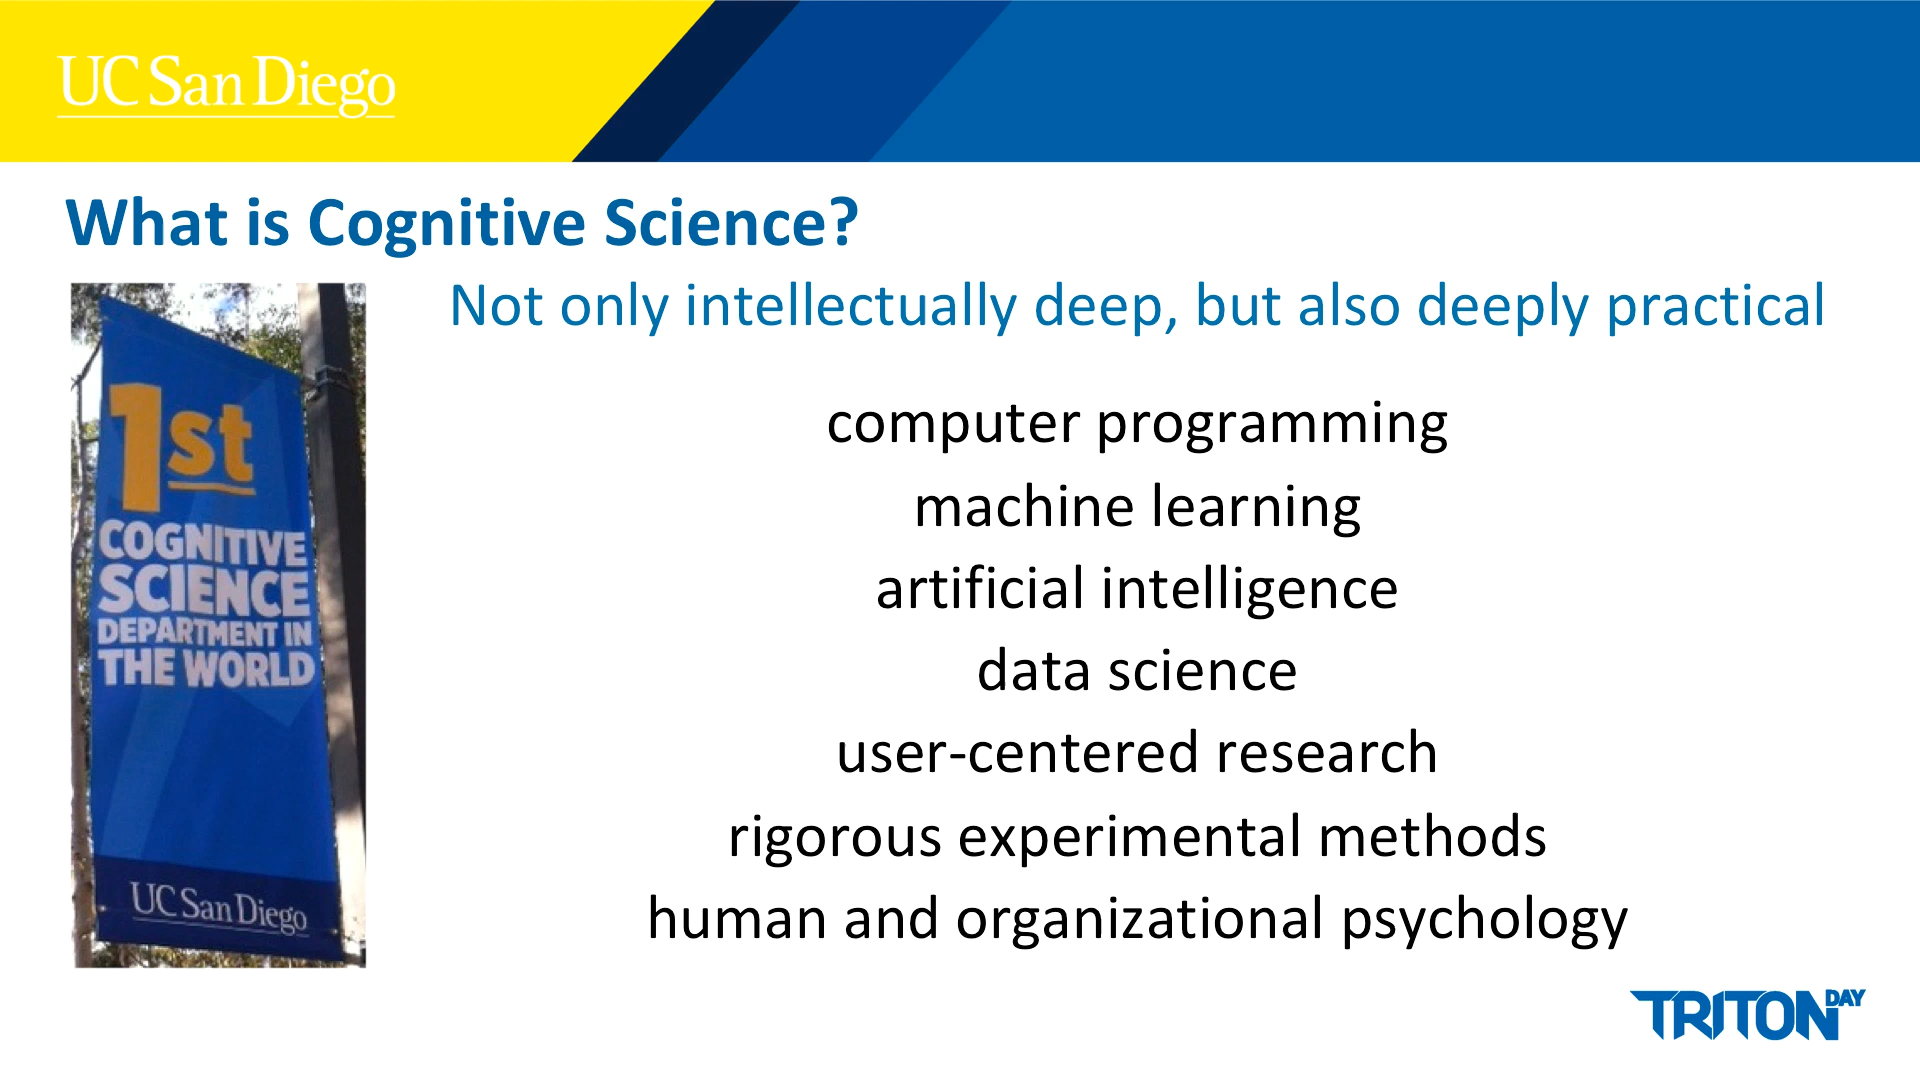 UC San Diego
What is Cognitive Science?
Not only intellectually deep, but also deeply practical
1st
COGNITIVE
SCIENCE
DEPARTMENT IN
THE WORLD
UC San Diego
computer programming
machine learning
artificial intelligence
data science
user-centered research
rigorous experimental methods
human and organizational psychology
TRITON DAY